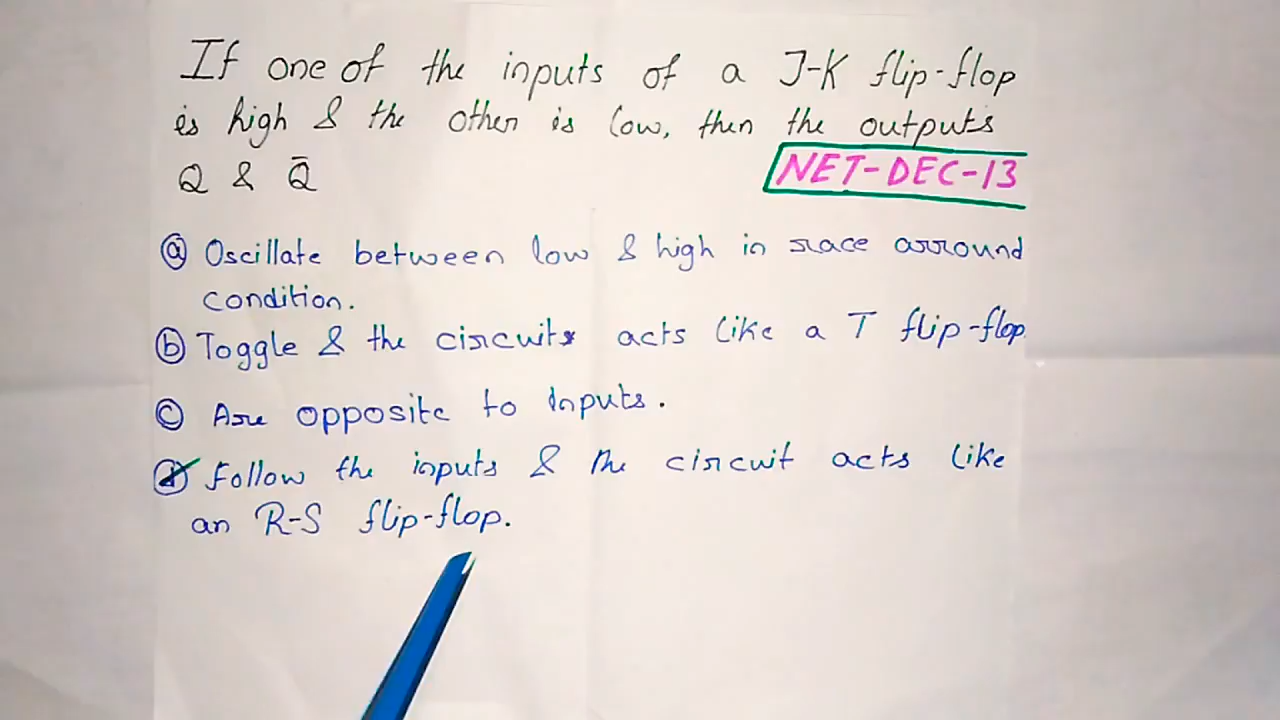 If one of the inputs of a J-K flip-flop
is high & the other is low, then the outputs
Q & Q̄
NET-DEC-13
ⓐ Oscillate between low & high in race arround
condition.
ⓑ Toggle & the circuits acts like a T flip-flop.
ⓒ Are opposite to inputs.
ⓓ Follow the inputs & the circuit acts like
an R-S flip-flop.